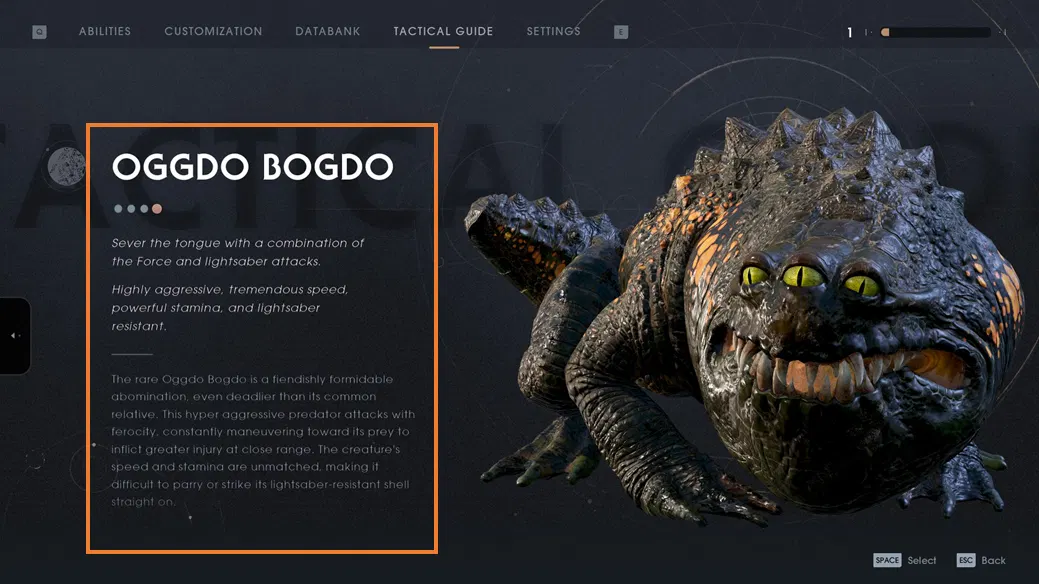 Q ABILITIES CUSTOMIZATION DATABANK TACTICAL GUIDE SETTINGS E 1
TACTICAL GUIDE
OGGDO BOGDO
Sever the tongue with a combination of
the Force and lightsaber attacks.
Highly aggressive, tremendous speed,
powerful stamina, and lightsaber
resistant.
The rare Oggdo Bogdo is a fiendishly formidable
abomination, even deadlier than its common
relative. This hyper aggressive predator attacks with
ferocity, constantly maneuvering toward its prey to
inflict greater injury at close range. The creature's
speed and stamina are unmatched, making it
difficult to parry or strike its lightsaber-resistant shell
straight on.
SPACE Select ESC Back